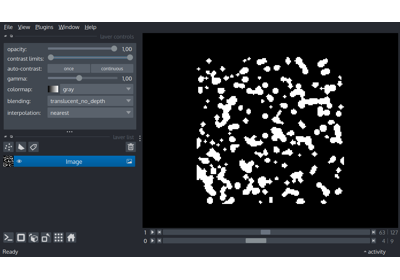 File View Plugins Window Help
layer controls
opacity: 1,00
contrast limits:
auto-contrast: once continuous
gamma: 1,00
colormap: gray
blending: translucent_no_depth
interpolation: nearest
layer list
Image
1 63 127
0 4 9
Ready activity